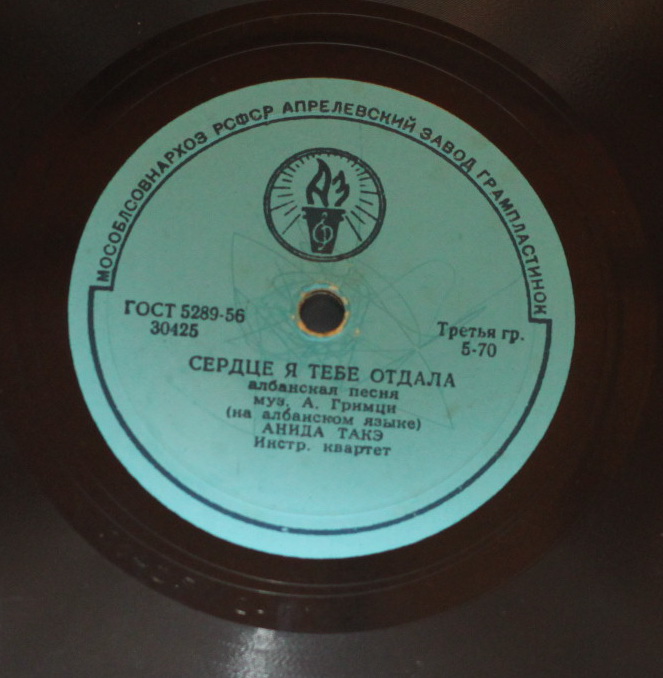 МОСОБЛСОВНАРХОЗ РСФСР АПРЕЛЕВСКИЙ ЗАВОД ГРАМПЛАСТИНОК
АЗ
ГОСТ 5289-56
30425
Третья гр.
5-70
СЕРДЦЕ Я ТЕБЕ ОТДАЛА
албанская песня
муз. А. Гримци
(на албанском языке)
АНИДА ТАКЭ
Инстр. квартет